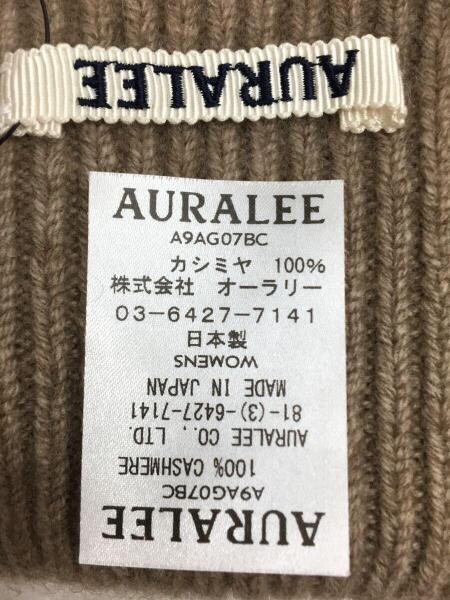 AURALEE
AURALEE
A9AG07BC
カシミヤ 100%
株式会社 オーラリー
03-6427-7141
日本製
WOMENS
MADE IN JAPAN
81-(3)-6427-7141
AURALEE CO., LTD.
100% CASHMERE
A9AG07BC
AURALEE